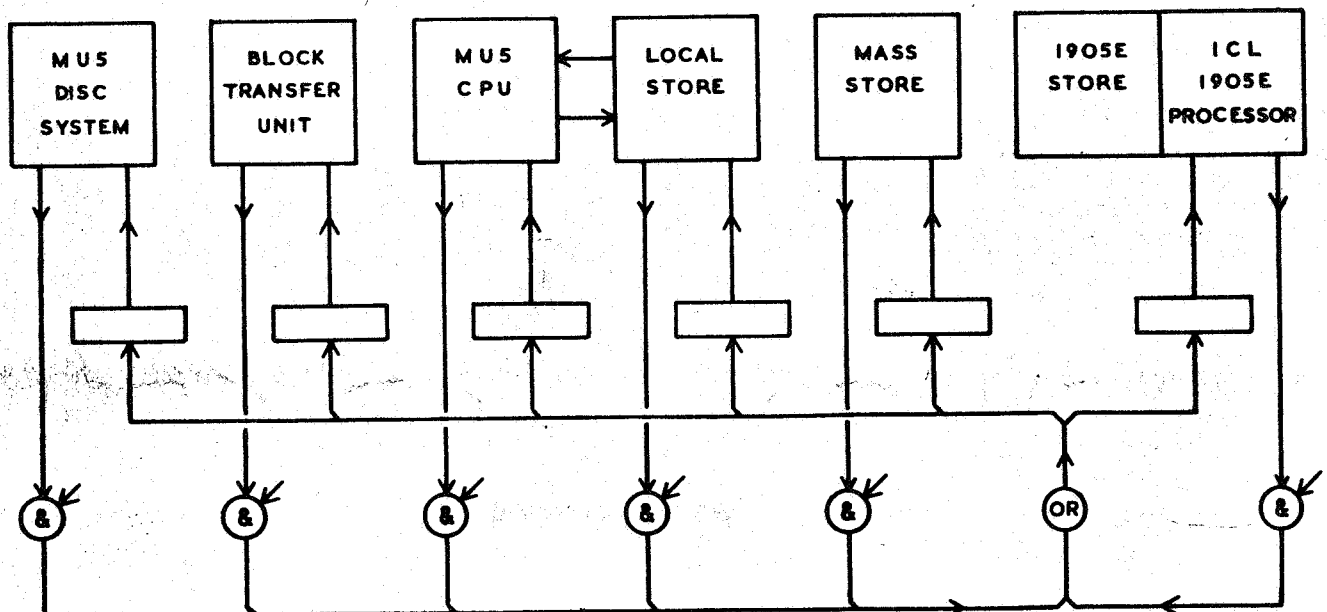 MU5
DISC
SYSTEM
BLOCK
TRANSFER
UNIT
MU5
CPU
LOCAL
STORE
MASS
STORE
1905E
STORE
ICL
1905E
PROCESSOR
&
&
&
&
&
OR
&